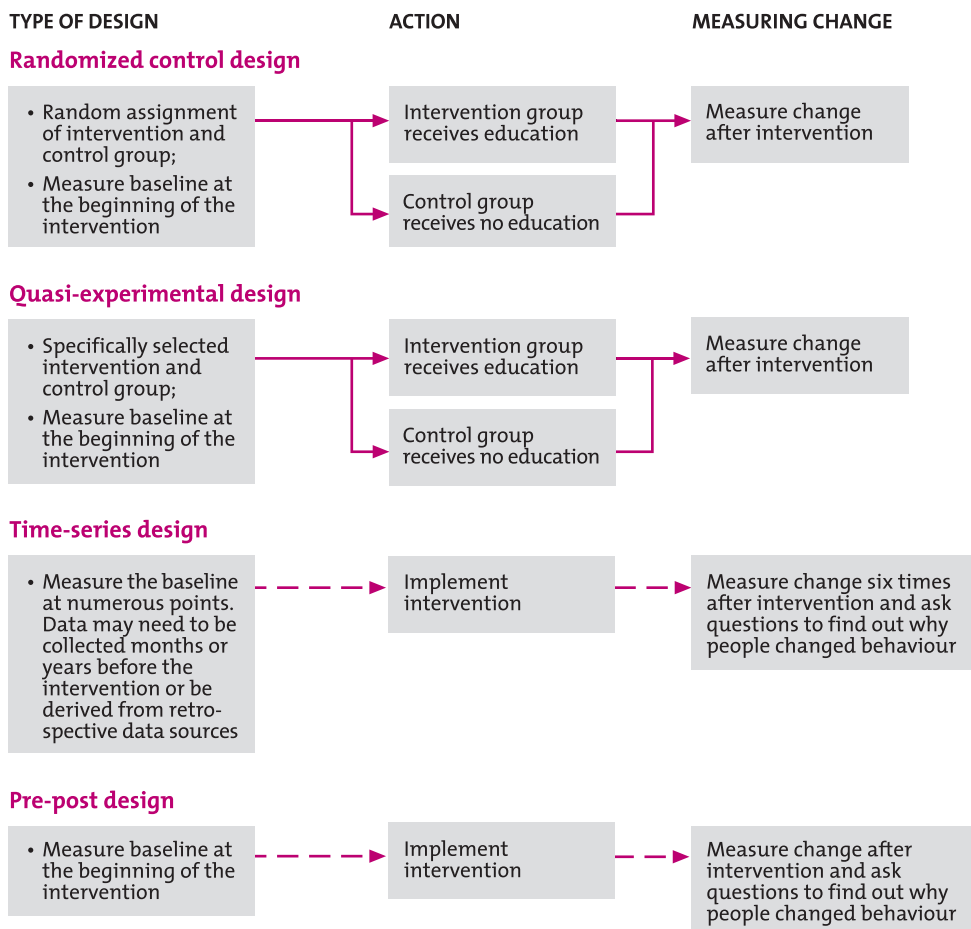 TYPE OF DESIGN
ACTION
MEASURING CHANGE
Randomized control design
• Random assignment
of intervention and
control group;
• Measure baseline at
the beginning of the
intervention
Intervention group
receives education
Control group
receives no education
Measure change
after intervention
Quasi-experimental design
• Specifically selected
intervention and
control group;
• Measure baseline at
the beginning of the
intervention
Intervention group
receives education
Control group
receives no education
Measure change
after intervention
Time-series design
• Measure the baseline
at numerous points.
Data may need to be
collected months or
years before the
intervention or be
derived from retro-
spective data sources
Implement
intervention
Measure change six times
after intervention and ask
questions to find out why
people changed behaviour
Pre-post design
• Measure baseline at
the beginning of the
intervention
Implement
intervention
Measure change after
intervention and ask
questions to find out why
people changed behaviour